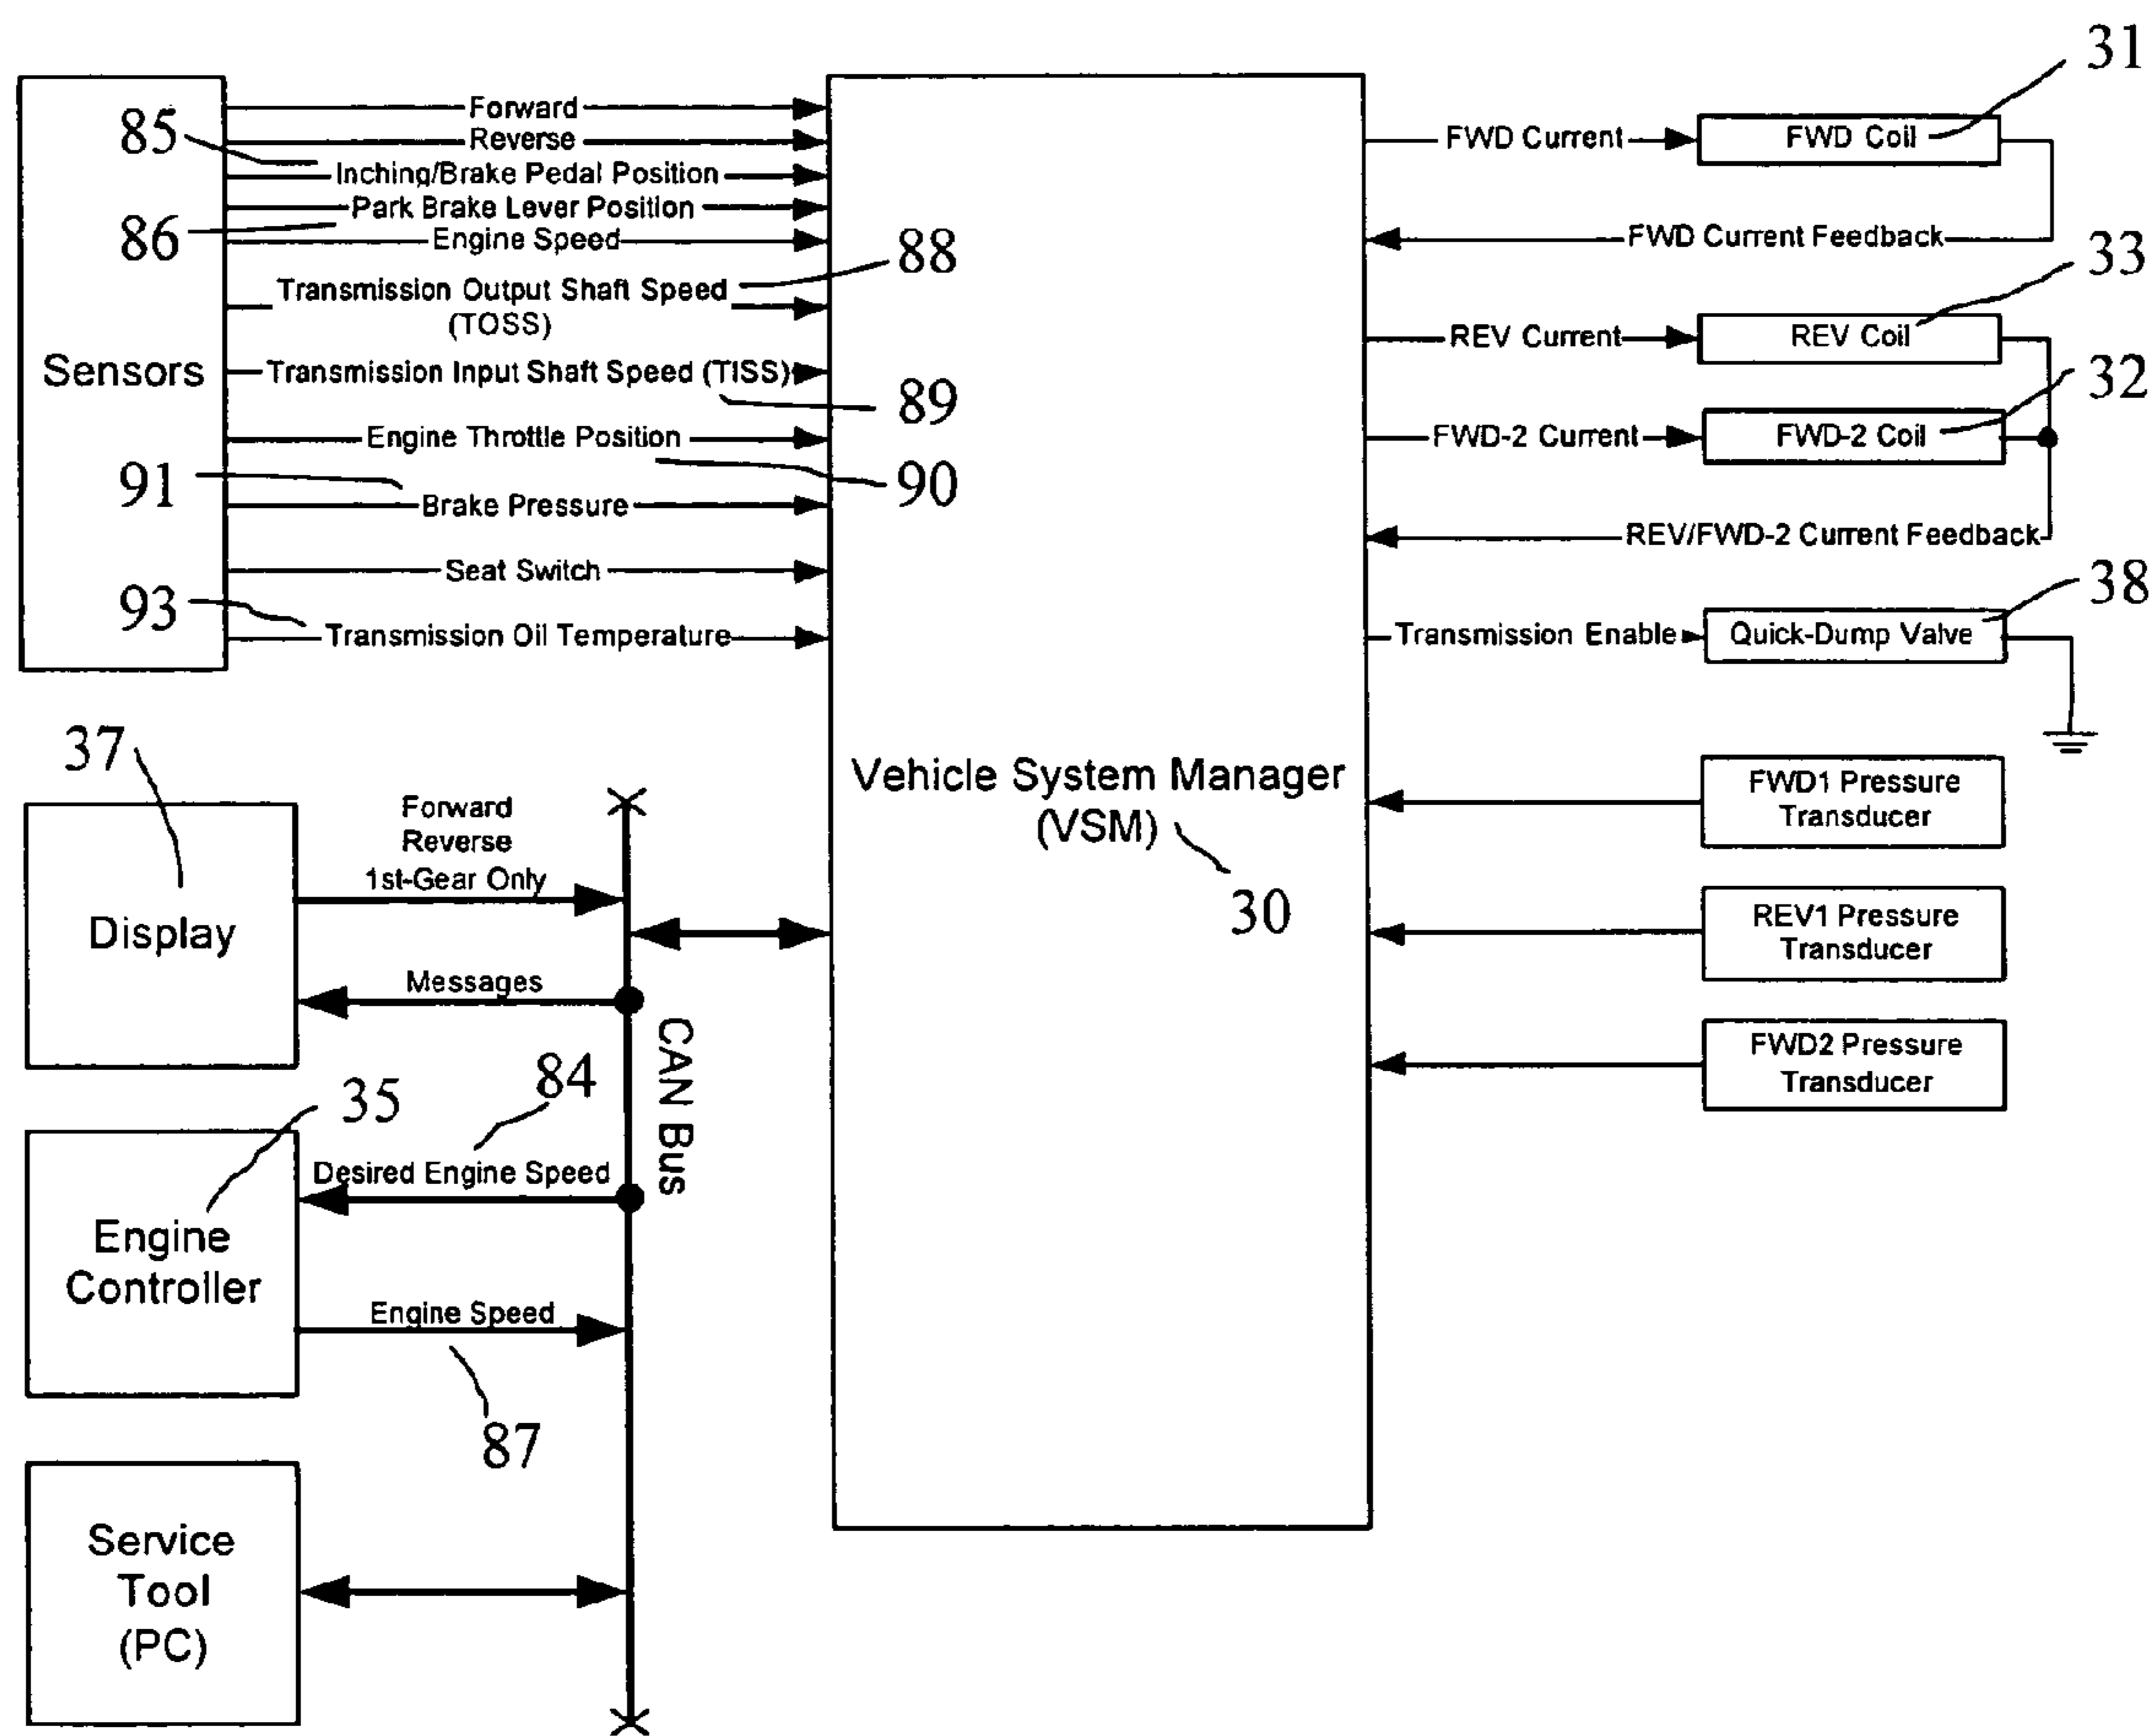 31
Forward
Reverse
85
Inching/Brake Pedal Position
Park Brake Lever Position
86
Engine Speed
88
Transmission Output Shaft Speed
(TOSS)
Sensors
Transmission Input Shaft Speed (TISS)
89
Engine Throttle Position
91
90
Brake Pressure
Seat Switch
93
Transmission Oil Temperature
FWD Current
FWD Coil
FWD Current Feedback
33
REV Current
REV Coil
32
FWD-2 Current
FWD-2 Coil
REV/FWD-2 Current Feedback
38
Transmission Enable
Quick-Dump Valve
Vehicle System Manager
(VSM)
30
FWD1 Pressure
Transducer
REV1 Pressure
Transducer
FWD2 Pressure
Transducer
37
Forward
Reverse
1st-Gear Only
Display
Messages
CAN Bus
84
35
Desired Engine Speed
Engine
Controller
Engine Speed
87
Service
Tool
(PC)